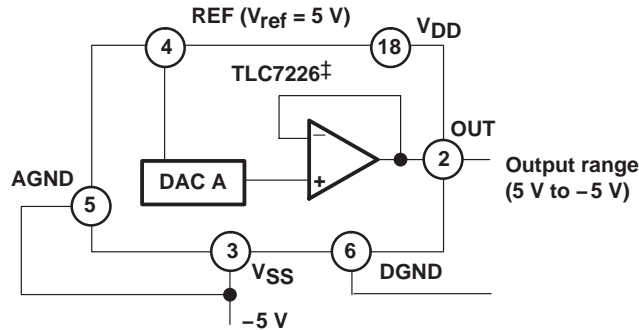 REF (Vref = 5 V)
4
18
VDD
TLC7226‡
OUT
–
2
AGND
DAC A
+
Output range
(5 V to –5 V)
5
3
6
VSS
DGND
–5 V